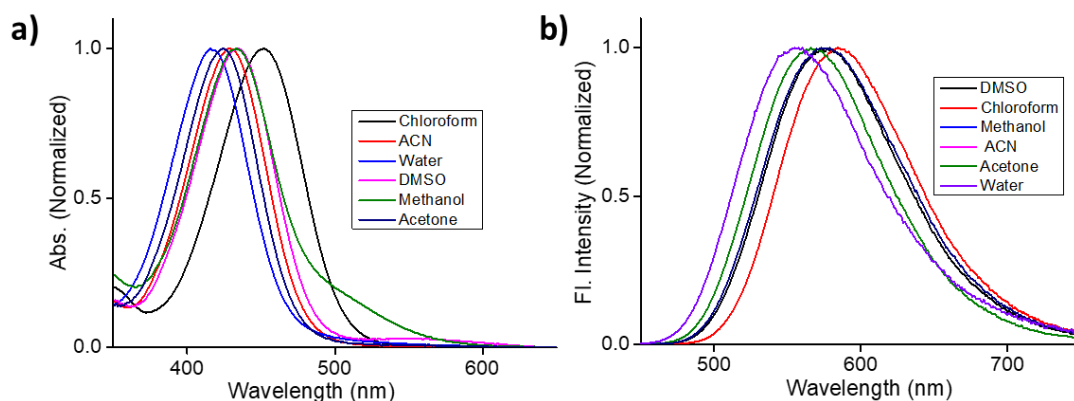 a)
1.0
0.5
0.0
Abs. (Normalized)
Chloroform
ACN
Water
DMSO
Methanol
Acetone
400
500
600
Wavelength (nm)
b)
1.0
0.5
0.0
Fl. Intensity (Normalized)
DMSO
Chloroform
Methanol
ACN
Acetone
Water
500
600
700
Wavelength (nm)